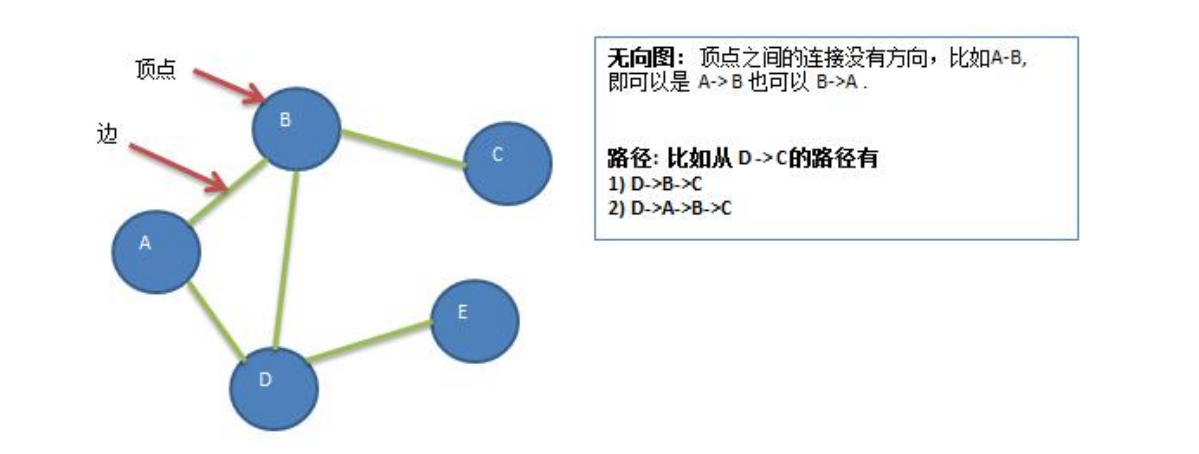 顶点
边
B
C
A
E
D
无向图：顶点之间的连接没有方向，比如A-B,
即可以是 A-> B 也可以 B->A .
路径: 比如从 D -> C的路径有
1) D->B->C
2) D->A->B->C